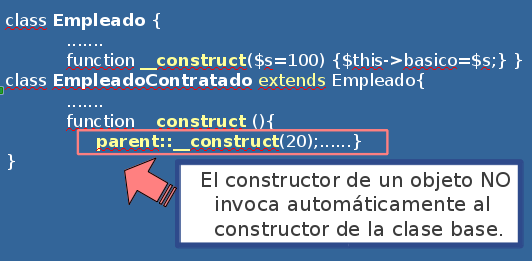 class Empleado {
.......
function __construct($s=100) {$this->basico=$s;} }
class EmpleadoContratado extends Empleado{
.......
function __construct (){
parent::__construct(20);......}
}
El constructor de un objeto NO
invoca automáticamente al
constructor de la clase base.